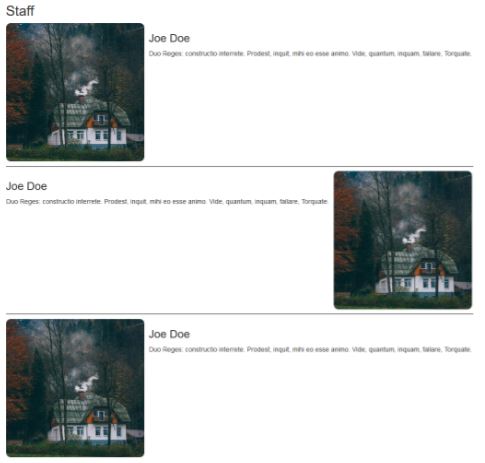 Staff
Joe Doe
Duo Reges: constructio interrete. Prodest, inquit, mihi eo esse animo. Vide, quantum, inquam, fallare, Torquate.
Joe Doe
Duo Reges: constructio interrete. Prodest, inquit, mihi eo esse animo. Vide, quantum, inquam, fallare, Torquate.
Joe Doe
Duo Reges: constructio interrete. Prodest, inquit, mihi eo esse animo. Vide, quantum, inquam, fallare, Torquate.